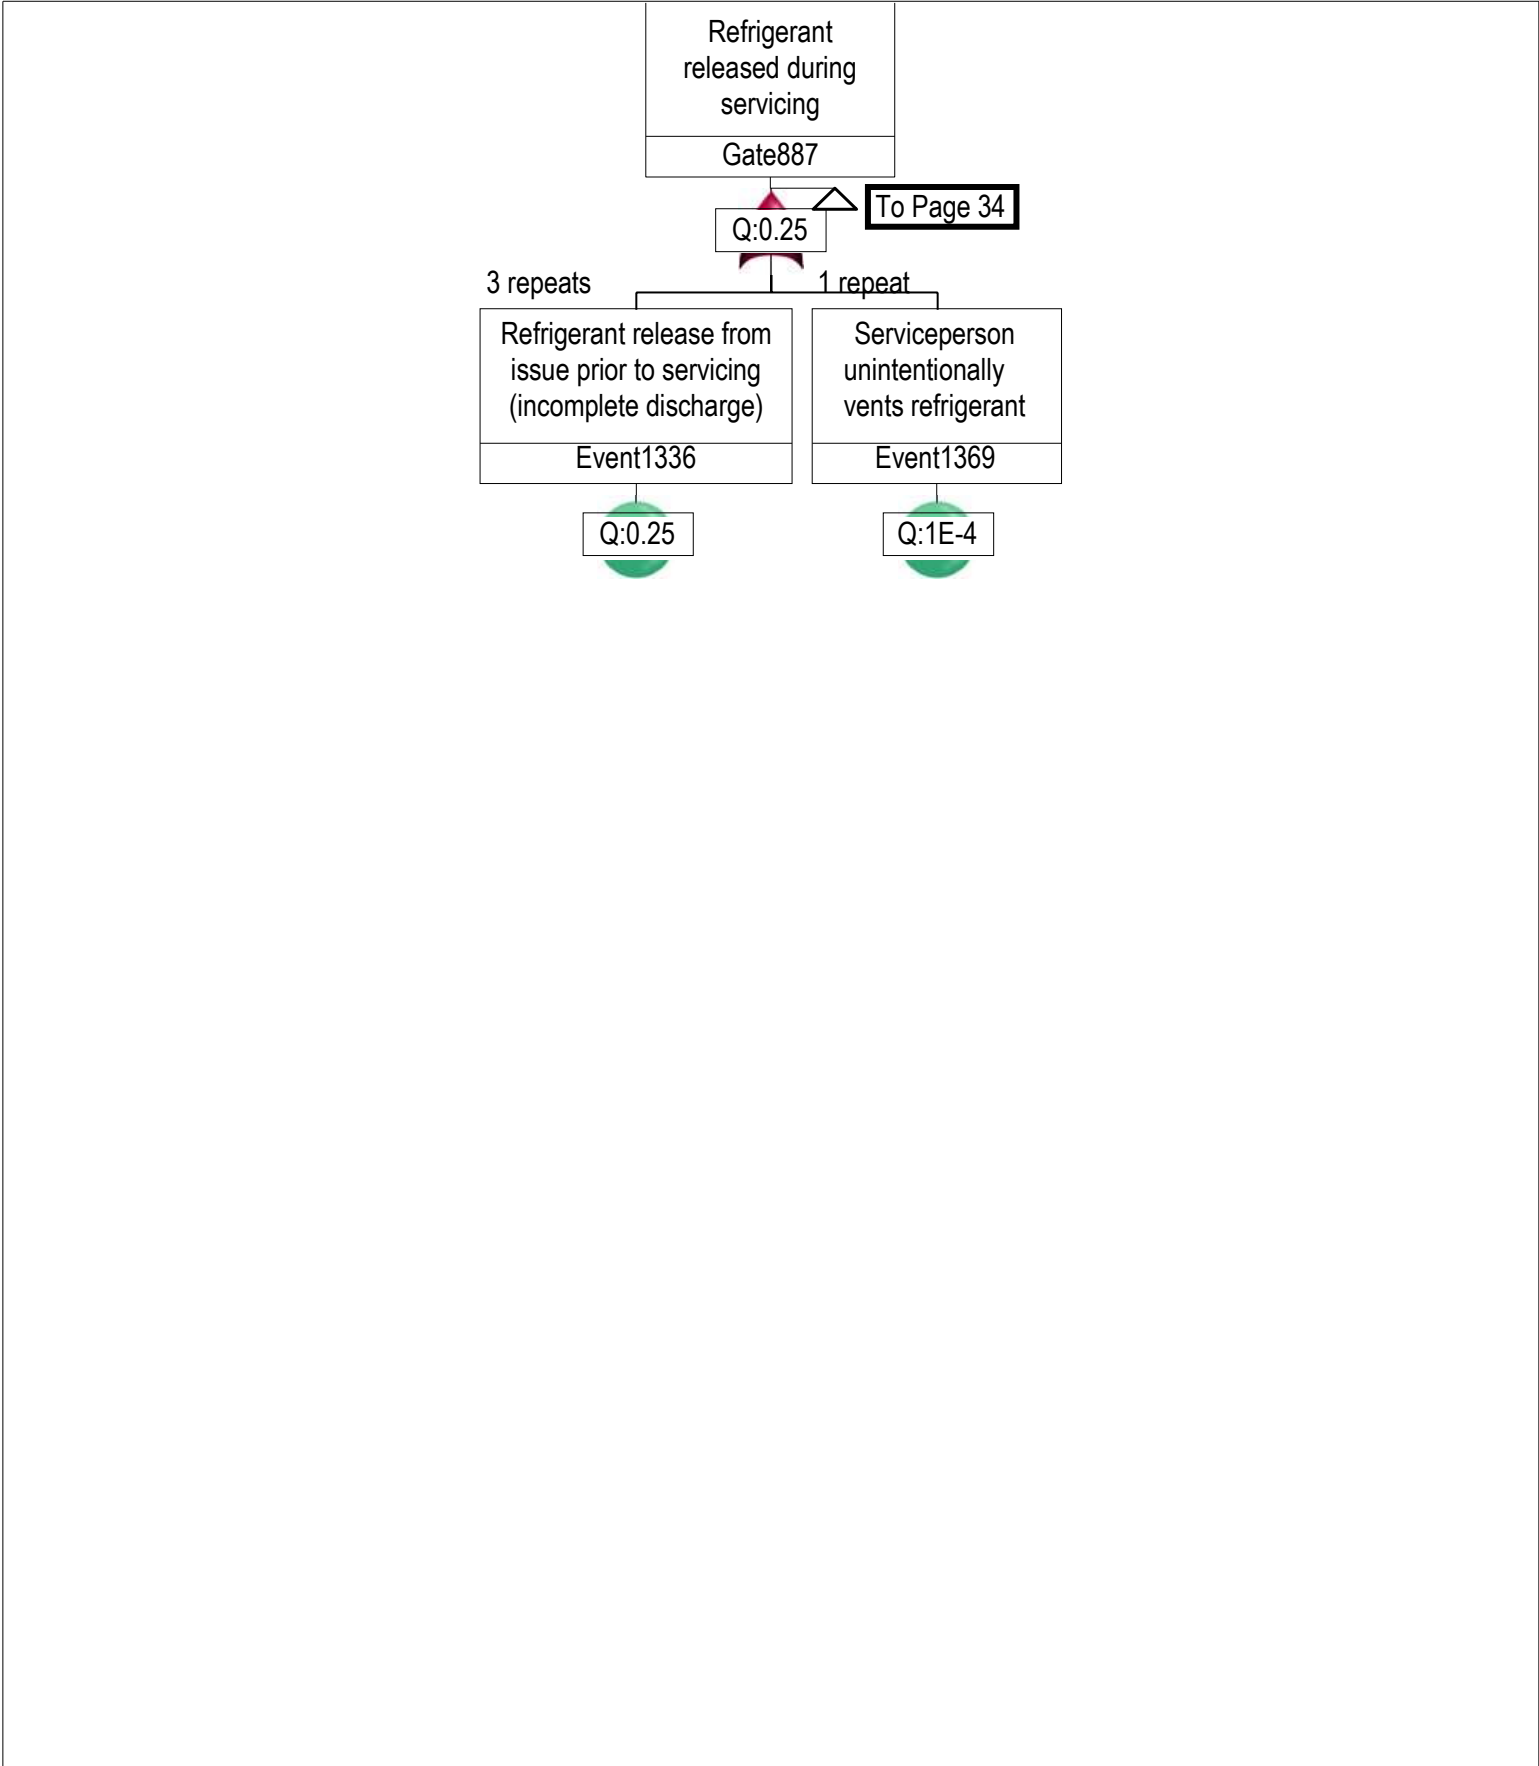 Refrigerant
released during
servicing
Gate887
To Page 34
Q:0.25
3 repeats
1 repeat
Refrigerant release from
issue prior to servicing
(incomplete discharge)
Event1336
Q:0.25
Serviceperson
unintentionally
vents refrigerant
Event1369
Q:1E-4